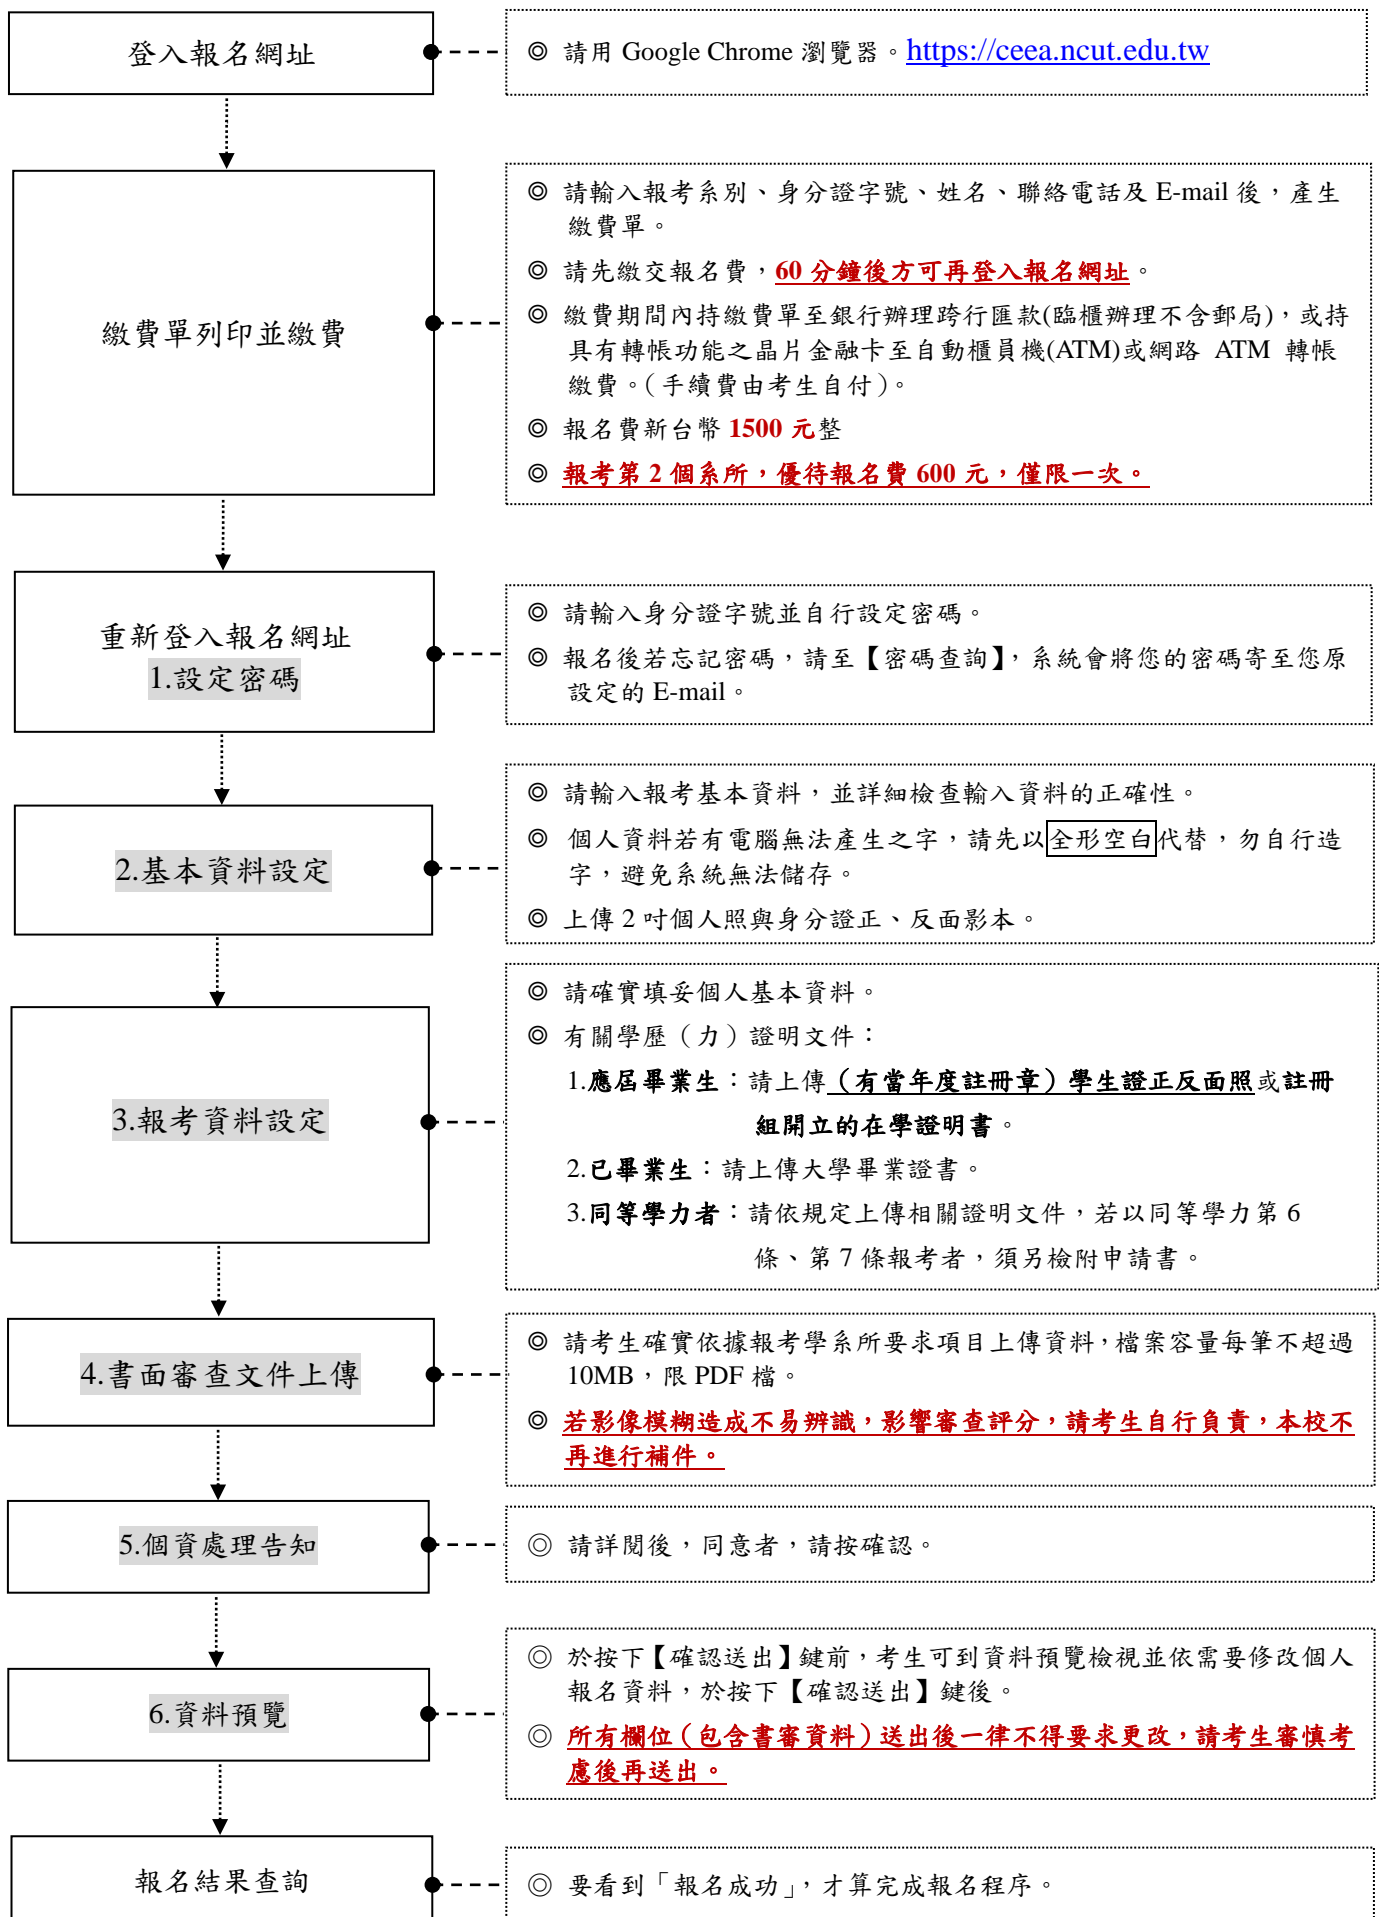 登入報名網址
◎ 請用 Google Chrome 瀏覽器。https://ceea.ncut.edu.tw
繳費單列印並繳費
◎ 請輸入報考系別、身分證字號、姓名、聯絡電話及 E-mail 後，產生
繳費單。
◎ 請先繳交報名費，60 分鐘後方可再登入報名網址。
◎ 繳費期間內持繳費單至銀行辦理跨行匯款(臨櫃辦理不含郵局)，或持
具有轉帳功能之晶片金融卡至自動櫃員機(ATM)或網路 ATM 轉帳
繳費。（手續費由考生自付）。
◎ 報名費新台幣 1500 元整
◎ 報考第 2 個系所，優待報名費 600 元，僅限一次。
重新登入報名網址
1.設定密碼
◎ 請輸入身分證字號並自行設定密碼。
◎ 報名後若忘記密碼，請至【密碼查詢】，系統會將您的密碼寄至您原
設定的 E-mail。
2.基本資料設定
◎ 請輸入報考基本資料，並詳細檢查輸入資料的正確性。
◎ 個人資料若有電腦無法產生之字，請先以全形空白代替，勿自行造
字，避免系統無法儲存。
◎ 上傳 2 吋個人照與身分證正、反面影本。
3.報考資料設定
◎ 請確實填妥個人基本資料。
◎ 有關學歷（力）證明文件：
1.應屆畢業生：請上傳（有當年度註冊章）學生證正反面照或註冊
組開立的在學證明書。
2.已畢業生：請上傳大學畢業證書。
3.同等學力者：請依規定上傳相關證明文件，若以同等學力第 6
條、第 7 條報考者，須另檢附申請書。
4.書面審查文件上傳
◎ 請考生確實依據報考學系所要求項目上傳資料，檔案容量每筆不超過
10MB，限 PDF 檔。
◎ 若影像模糊造成不易辨識，影響審查評分，請考生自行負責，本校不
再進行補件。
5.個資處理告知
◎ 請詳閱後，同意者，請按確認。
6.資料預覽
◎ 於按下【確認送出】鍵前，考生可到資料預覽檢視並依需要修改個人
報名資料，於按下【確認送出】鍵後。
◎ 所有欄位（包含書審資料）送出後一律不得要求更改，請考生審慎考
慮後再送出。
報名結果查詢
◎ 要看到「報名成功」，才算完成報名程序。